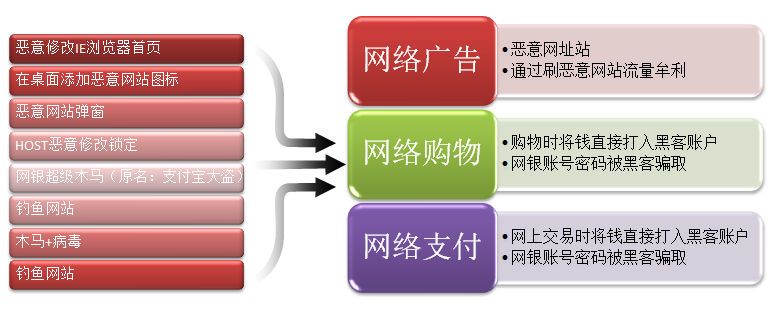 恶意修改IE浏览器首页
在桌面添加恶意网站图标
恶意网站弹窗
HOST恶意修改锁定
网银超级木马（原名：支付宝大盗）
钓鱼网站
木马+病毒
钓鱼网站
网络广告
•恶意网址站
•通过刷恶意网站流量牟利
网络购物
•购物时将钱直接打入黑客账户
•网银账号密码被黑客骗取
网络支付
•网上交易时将钱直接打入黑客账户
•网银账号密码被黑客骗取